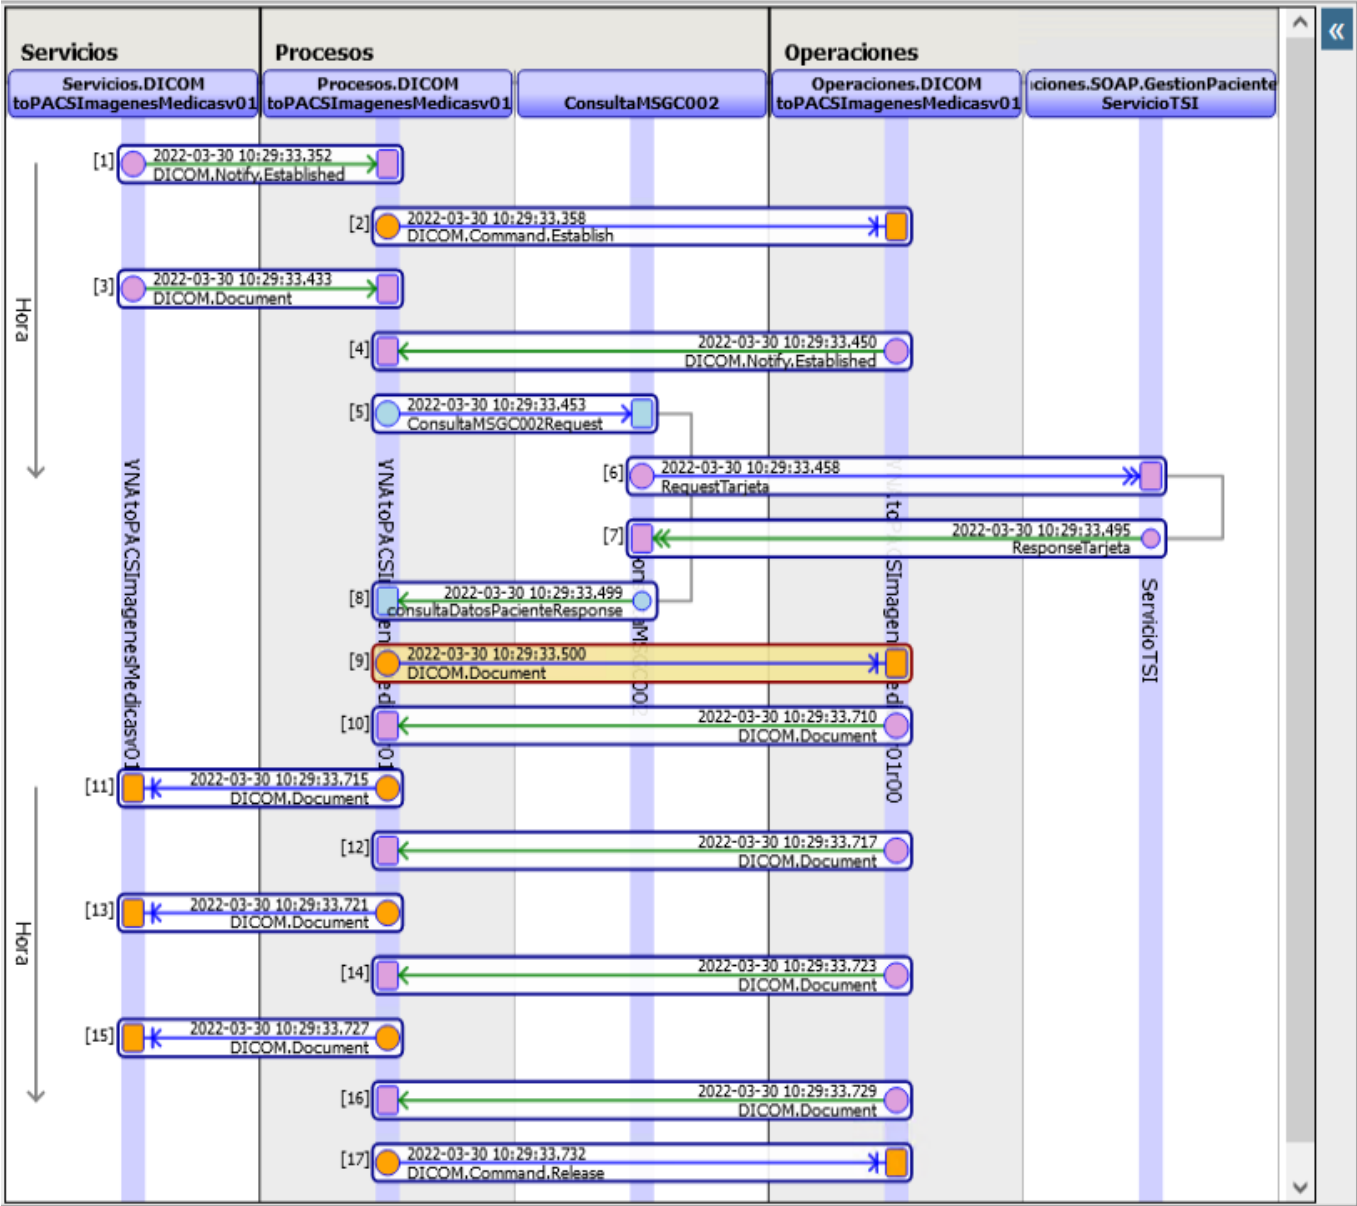 «
Servicios
Procesos
Operaciones
Servicios.DICOM
toPACSImagenesMedicasv01
Procesos.DICOM
toPACSImagenesMedicasv01
ConsultaMSGC002
Operaciones.DICOM
toPACSImagenesMedicasv01
ciones.SOAP.GestionPaciente
ServicioTSI
Hora
[1]
2022-03-30 10:29:33.352
DICOM.Notify.Established
[2]
2022-03-30 10:29:33.358
DICOM.Command.Establish
[3]
2022-03-30 10:29:33.433
DICOM.Document
[4]
2022-03-30 10:29:33.450
DICOM.Notify.Established
[5]
2022-03-30 10:29:33.453
ConsultaMSGC002Request
[6]
2022-03-30 10:29:33.458
RequestTarjeta
[7]
2022-03-30 10:29:33.495
ResponseTarjeta
[8]
2022-03-30 10:29:33.499
consultaDatosPacienteResponse
[9]
2022-03-30 10:29:33.500
DICOM.Document
[10]
2022-03-30 10:29:33.710
DICOM.Document
VNAtoPACSImagenesMedicasv01
ServicioTSI
Hora
[11]
2022-03-30 10:29:33.715
DICOM.Document
[12]
2022-03-30 10:29:33.717
DICOM.Document
[13]
2022-03-30 10:29:33.721
DICOM.Document
[14]
2022-03-30 10:29:33.723
DICOM.Document
[15]
2022-03-30 10:29:33.727
DICOM.Document
[16]
2022-03-30 10:29:33.729
DICOM.Document
[17]
2022-03-30 10:29:33.732
DICOM.Command.Release